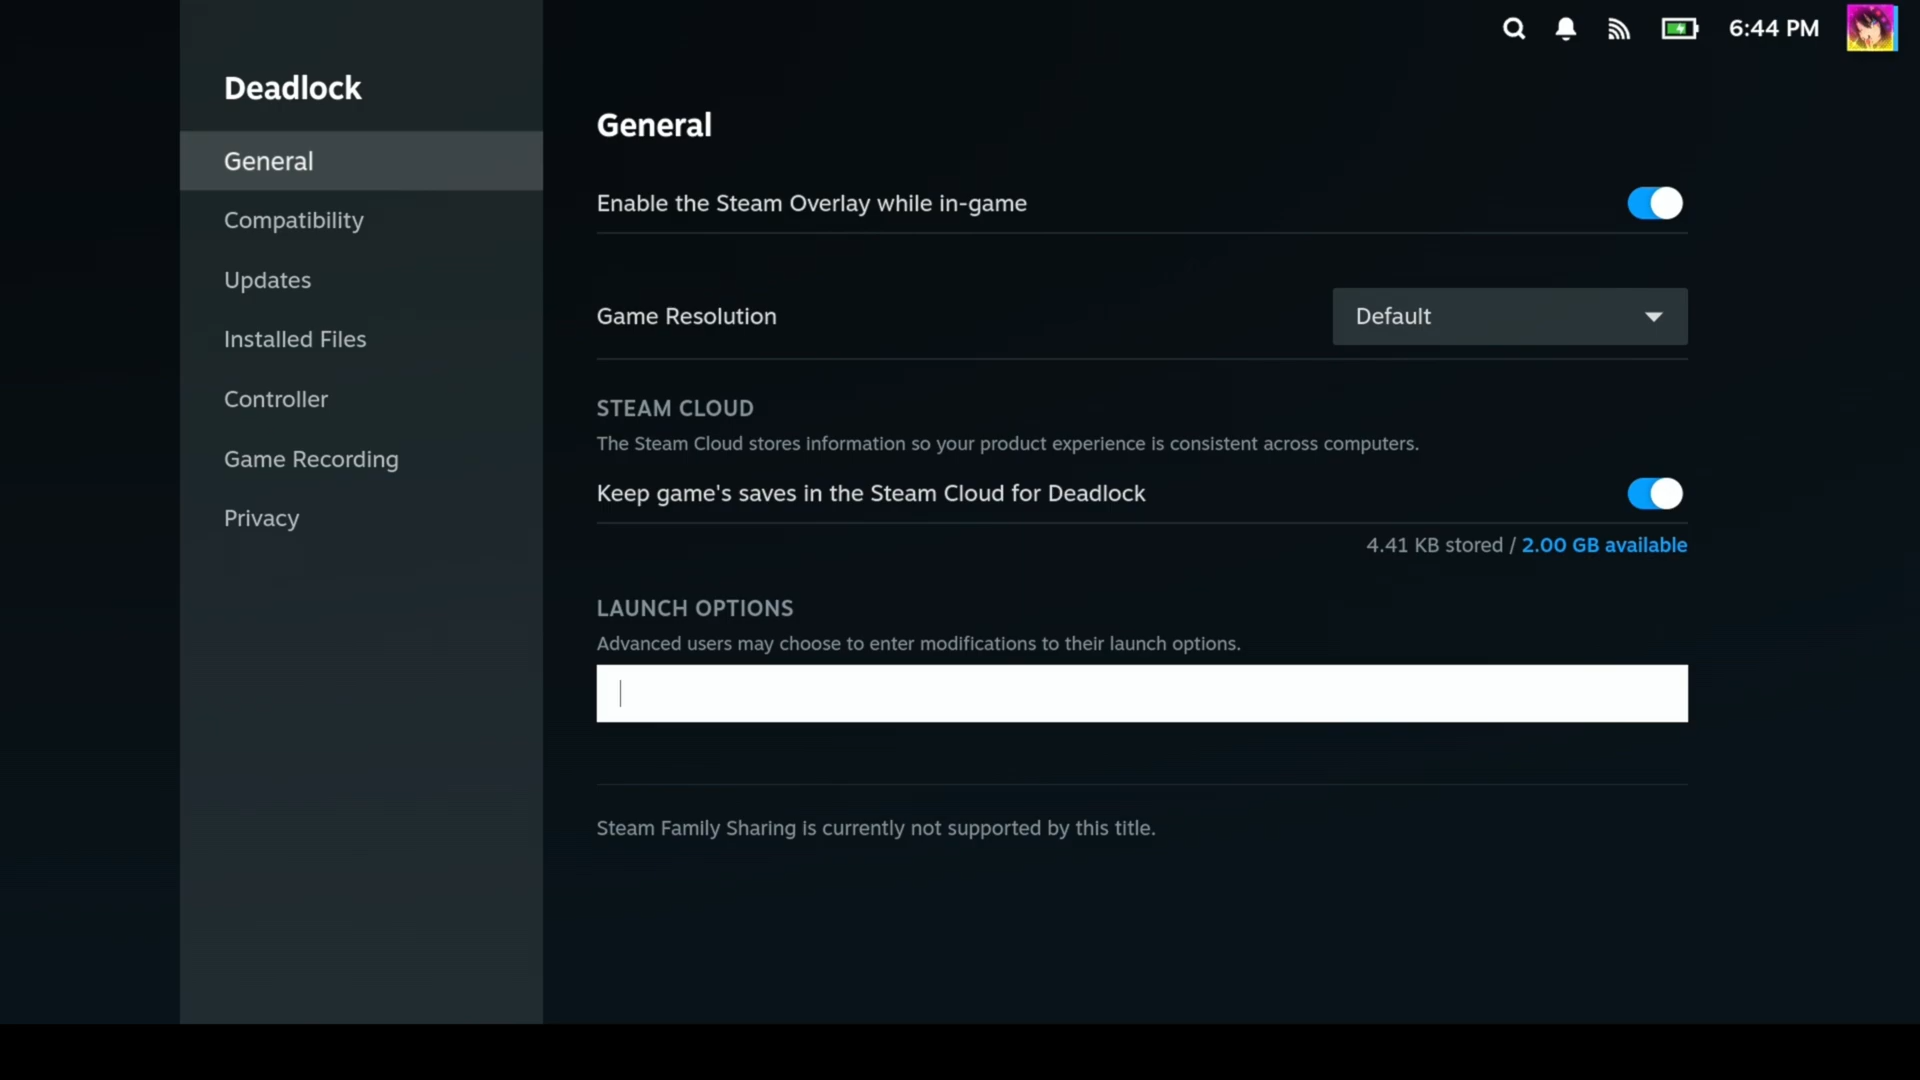 6:44 PM
Deadlock
General
Compatibility
Updates
Installed Files
Controller
Game Recording
Privacy
General
Enable the Steam Overlay while in-game
Game Resolution
Default
STEAM CLOUD
The Steam Cloud stores information so your product experience is consistent across computers.
Keep game's saves in the Steam Cloud for Deadlock
4.41 KB stored / 2.00 GB available
LAUNCH OPTIONS
Advanced users may choose to enter modifications to their launch options.
Steam Family Sharing is currently not supported by this title.